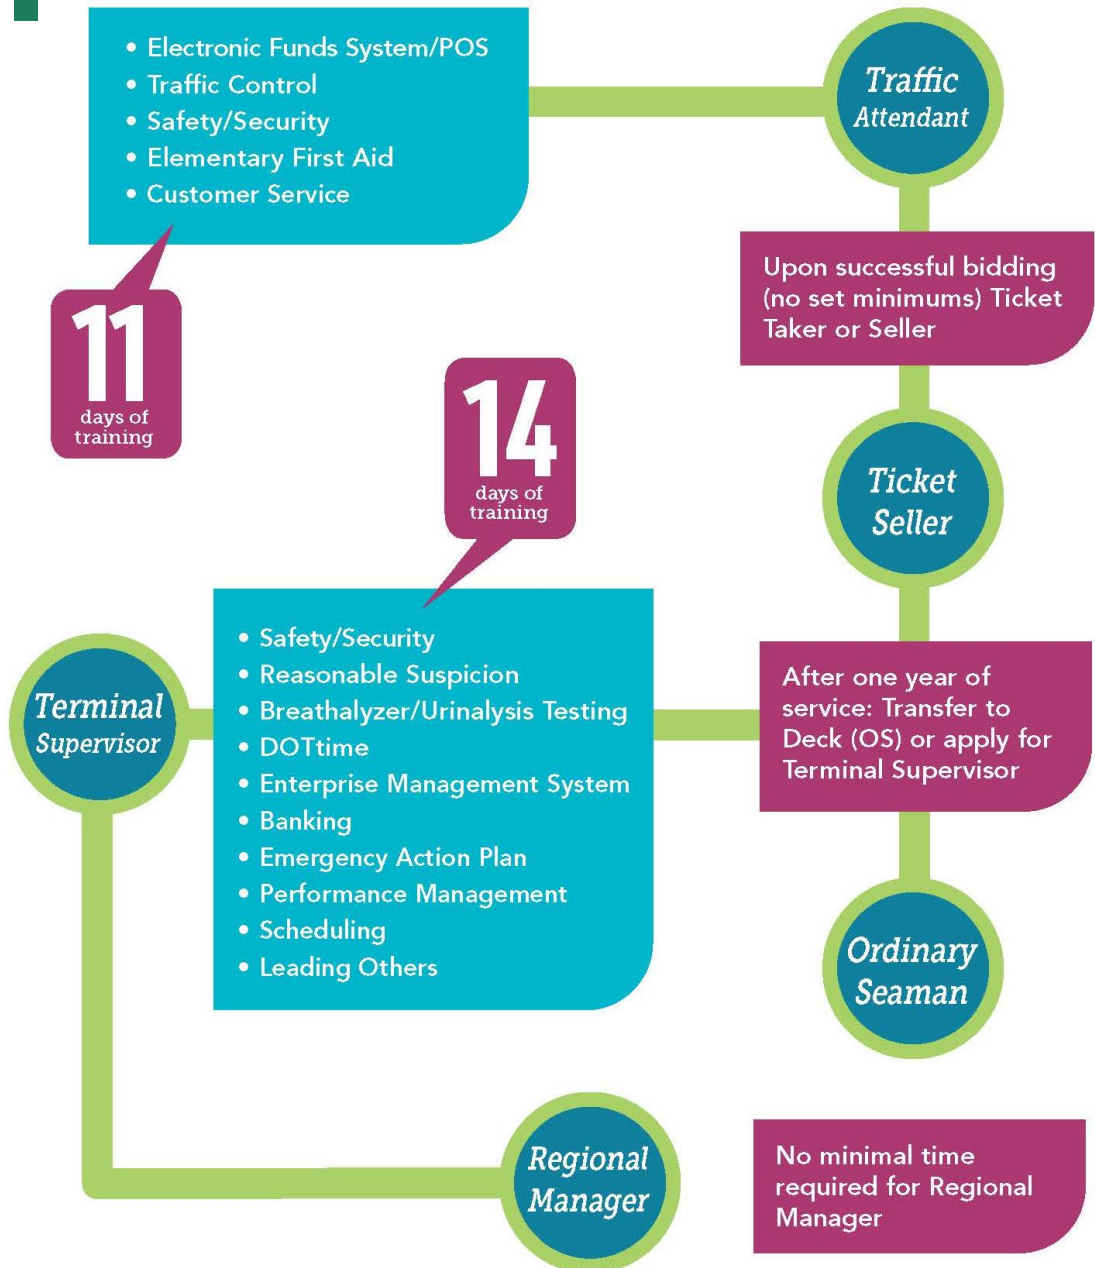 • Electronic Funds System/POS
• Traffic Control
• Safety/Security
• Elementary First Aid
• Customer Service
Traffic
Attendant
11
days of
training
Upon successful bidding
(no set minimums) Ticket
Taker or Seller
14
days of
training
Ticket
Seller
• Safety/Security
• Reasonable Suspicion
• Breathalyzer/Urinalysis Testing
• DOTtime
• Enterprise Management System
• Banking
• Emergency Action Plan
• Performance Management
• Scheduling
• Leading Others
Terminal
Supervisor
After one year of
service: Transfer to
Deck (OS) or apply for
Terminal Supervisor
Ordinary
Seaman
Regional
Manager
No minimal time
required for Regional
Manager